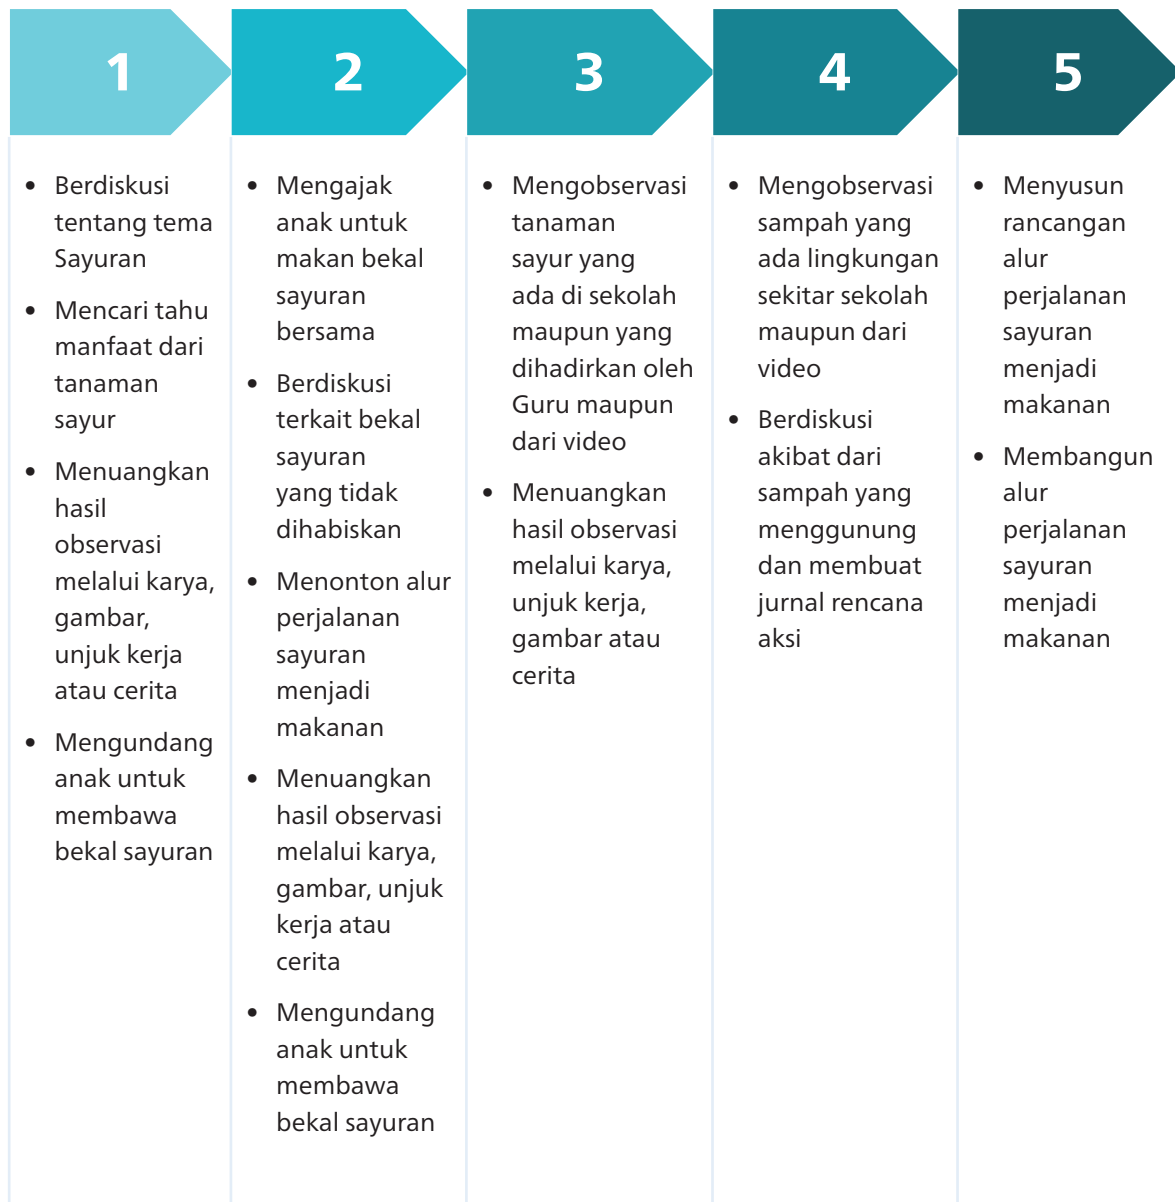 1
2
3
4
5
• Berdiskusi
tentang tema
Sayuran
• Mencari tahu
manfaat dari
tanaman
sayur
• Menuangkan
hasil
observasi
melalui karya,
gambar,
unjuk kerja
atau cerita
• Mengundang
anak untuk
membawa
bekal sayuran
• Mengajak
anak untuk
makan bekal
sayuran
bersama
• Berdiskusi
terkait bekal
sayuran
yang tidak
dihabiskan
• Menonton alur
perjalanan
sayuran
menjadi
makanan
• Menuangkan
hasil observasi
melalui karya,
gambar, unjuk
kerja atau
cerita
• Mengundang
anak untuk
membawa
bekal sayuran
• Mengobservasi
tanaman
sayur yang
ada di sekolah
maupun yang
dihadirkan oleh
Guru maupun
dari video
• Menuangkan
hasil observasi
melalui karya,
unjuk kerja,
gambar atau
cerita
• Mengobservasi
sampah yang
ada lingkungan
sekitar sekolah
maupun dari
video
• Berdiskusi
akibat dari
sampah yang
menggunung
dan membuat
jurnal rencana
aksi
• Menyusun
rancangan
alur
perjalanan
sayuran
menjadi
makanan
• Membangun
alur
perjalanan
sayuran
menjadi
makanan